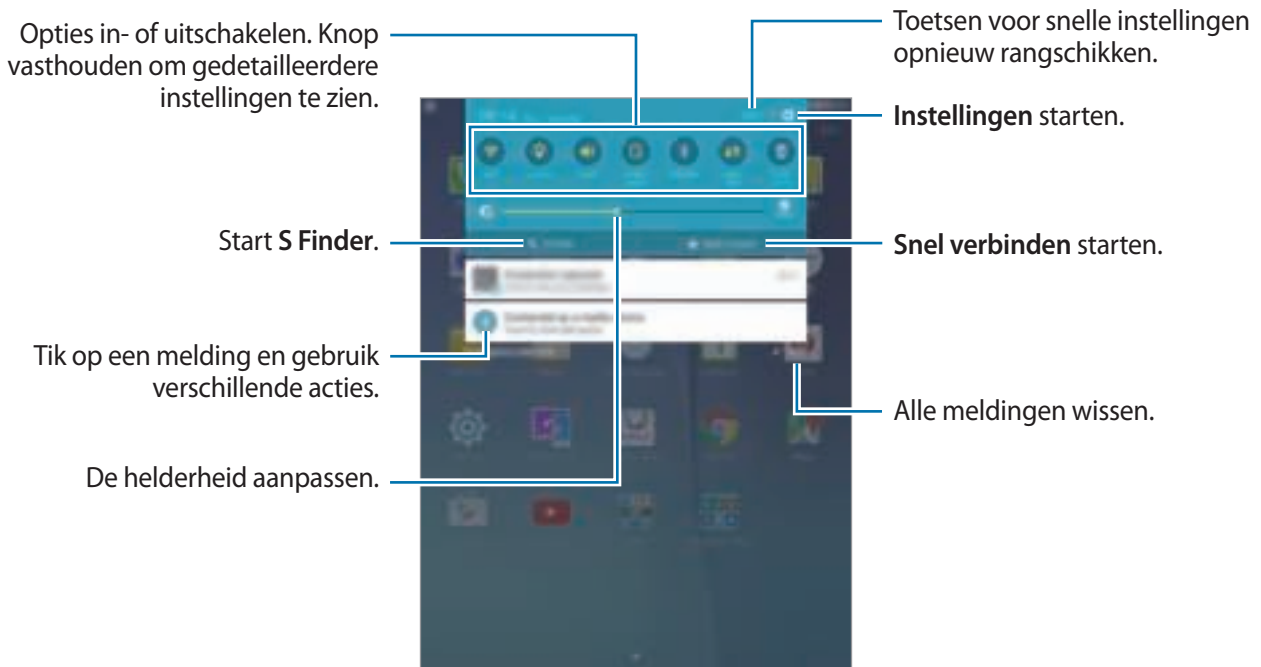 Opties in- of uitschakelen. Knop
vasthouden om gedetailleerdere
instellingen te zien.
Toetsen voor snelle instellingen
opnieuw rangschikken.
Instellingen starten.
Start S Finder.
Snel verbinden starten.
Tik op een melding en gebruik
verschillende acties.
Alle meldingen wissen.
De helderheid aanpassen.